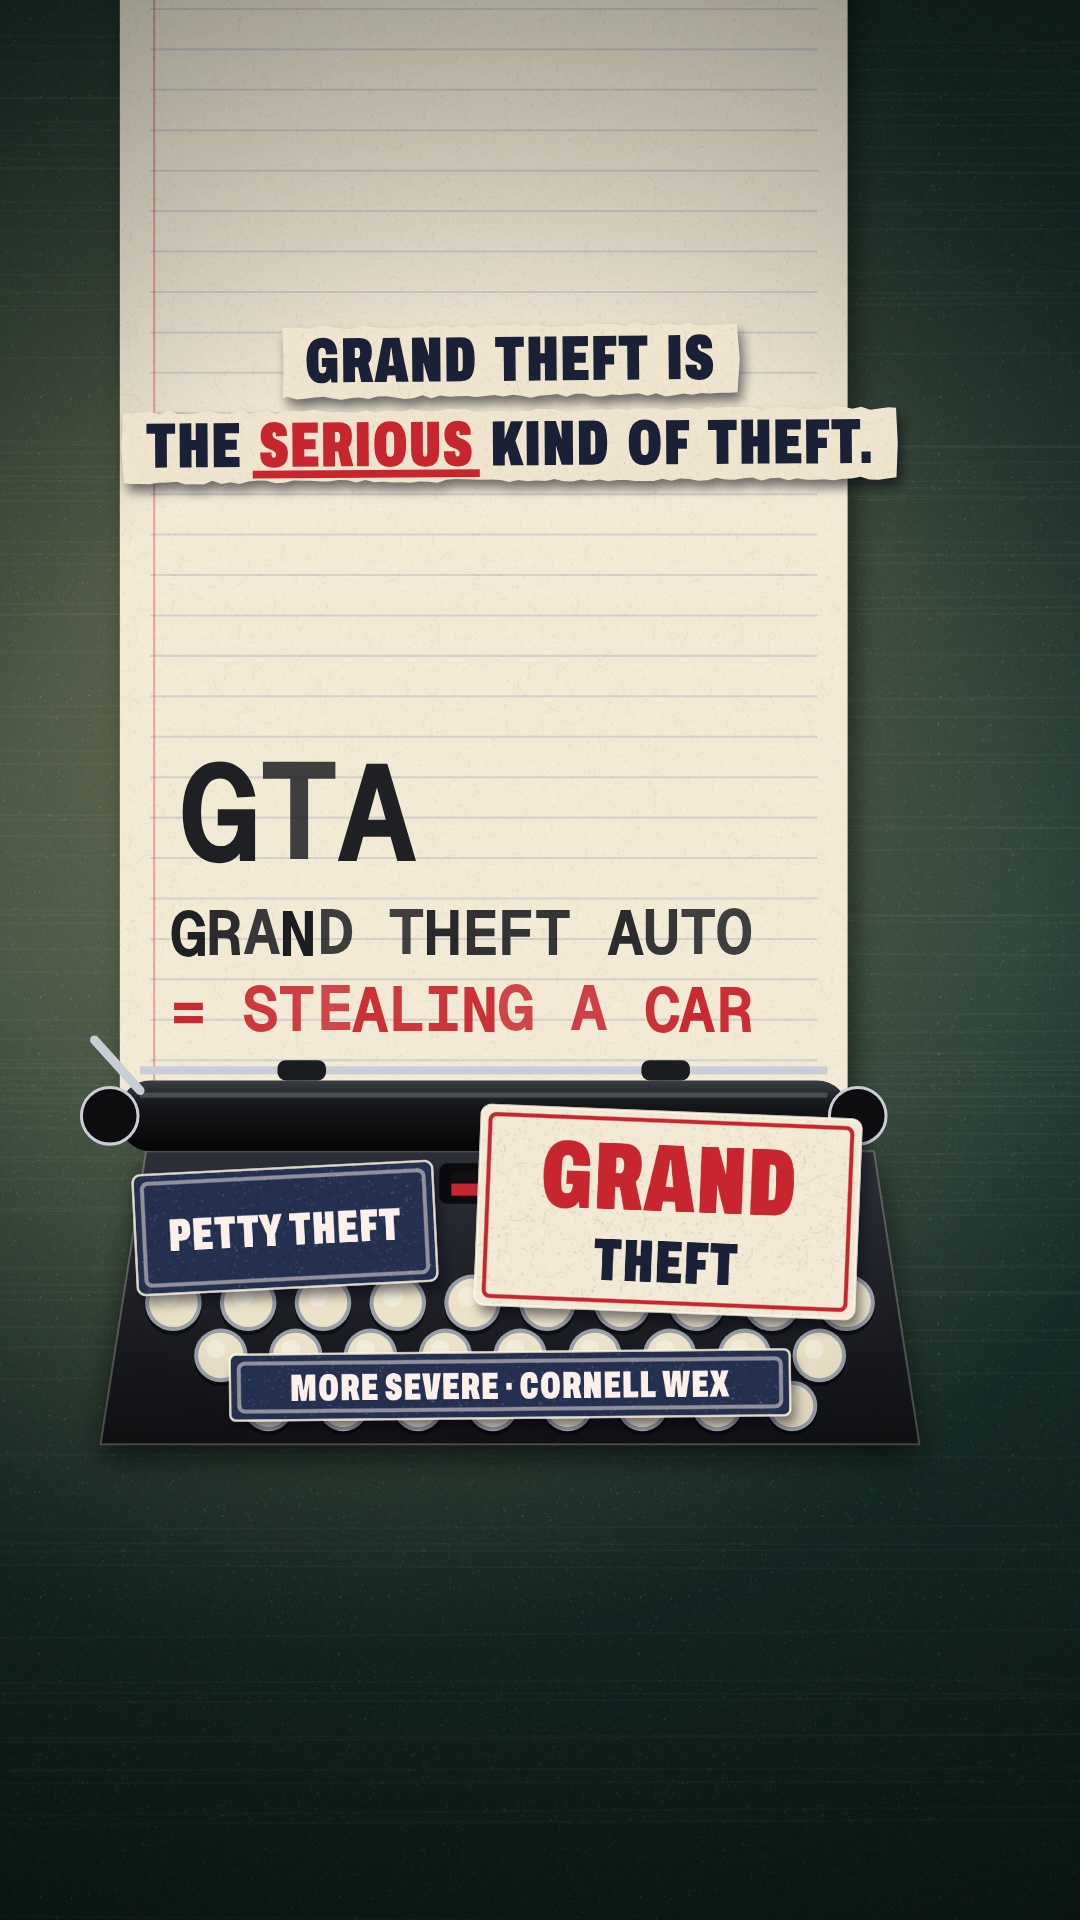 GRAND THEFT IS
THE SERIOUS KIND OF THEFT.
GTA
GRAND THEFT AUTO
= STEALING A CAR
PETTY THEFT
GRAND
THEFT
MORE SEVERE · CORNELL WEX